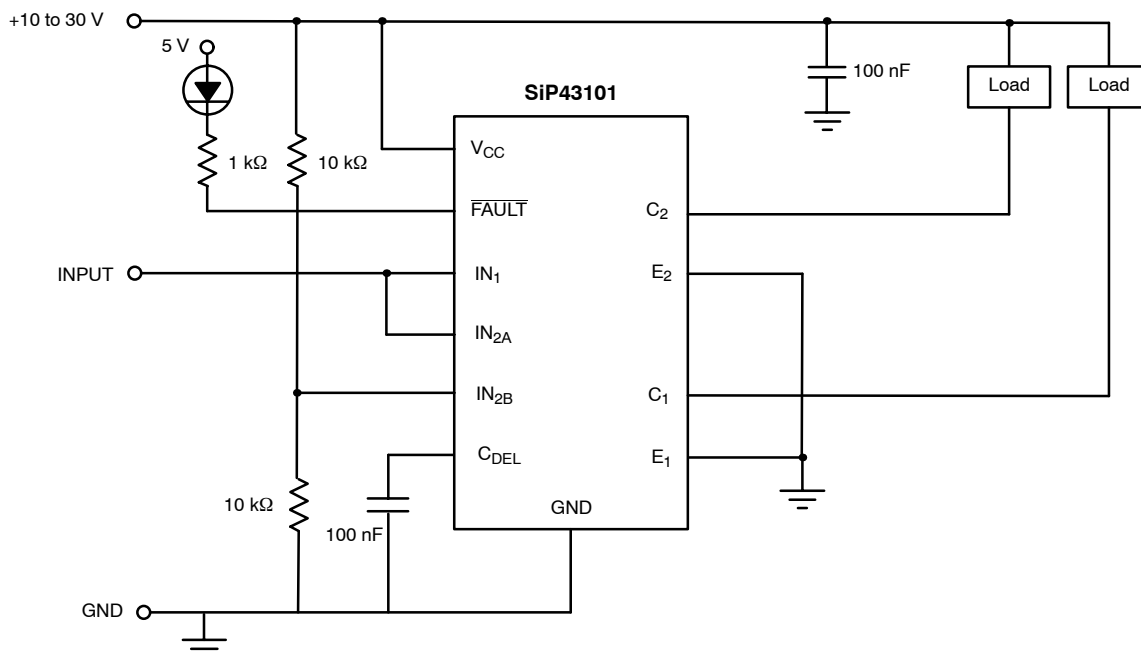 +10 to 30 V
5 V
100 nF
Load
Load
SiP43101
1 kΩ
10 kΩ
VCC
FAULT
C2
INPUT
IN1
E2
IN2A
IN2B
C1
CDEL
E1
10 kΩ
100 nF
GND
GND